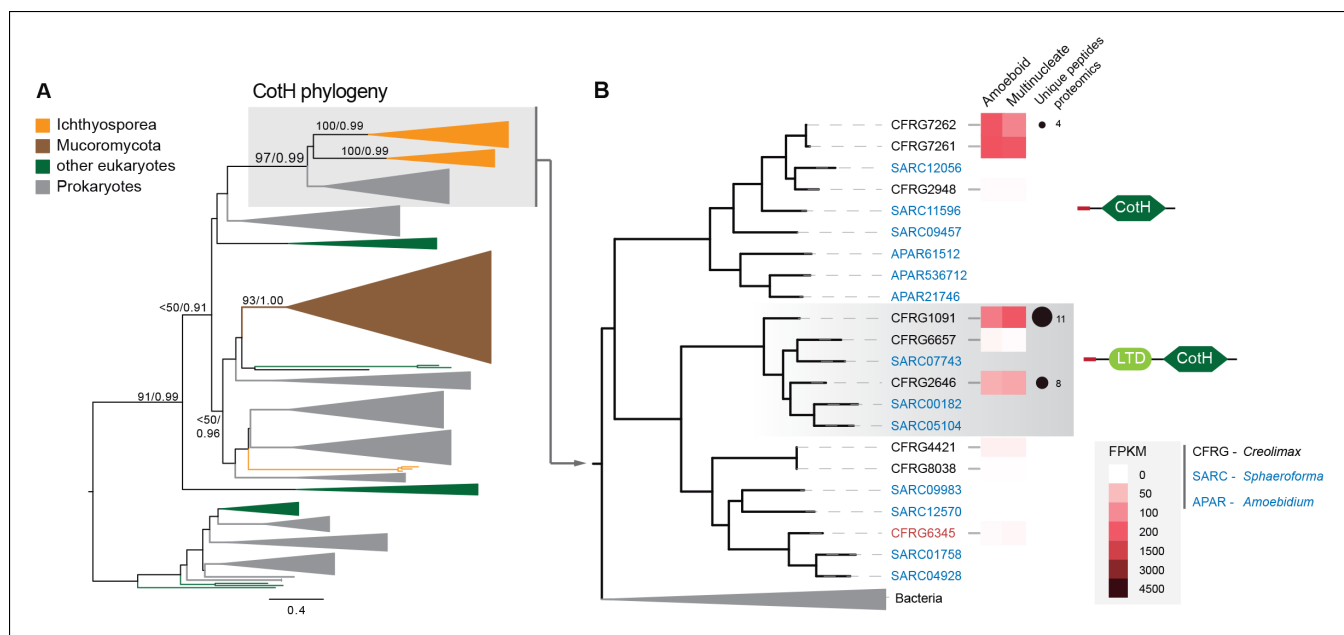 A
CotH phylogeny
Ichthyosporea
Mucoromycota
other eukaryotes
Prokaryotes
100/0.99
100/0.99
97/0.99
<50/0.91
93/1.00
91/0.99
<50/
0.96
0.4
B
Amoeboid
Multinucleate
Unique peptides
proteomics
CFRG7262
4
CFRG7261
SARC12056
CFRG2948
SARC11596
CotH
SARC09457
APAR61512
APAR536712
APAR21746
CFRG1091
11
CFRG6657
SARC07743
LTD
CotH
CFRG2646
8
SARC00182
SARC05104
CFRG4421
CFRG8038
SARC09983
SARC12570
CFRG6345
SARC01758
SARC04928
Bacteria
FPKM
0
50
100
200
1500
3000
4500
CFRG - Creolimax
SARC - Sphaeroforma
APAR - Amoebidium